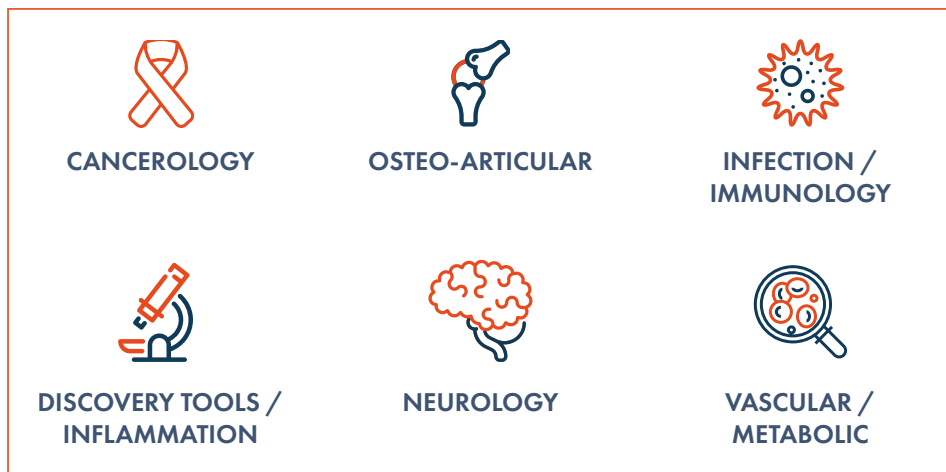 CANCEROLOGY
OSTEO-ARTICULAR
INFECTION /
IMMUNOLOGY
DISCOVERY TOOLS /
INFLAMMATION
NEUROLOGY
VASCULAR /
METABOLIC